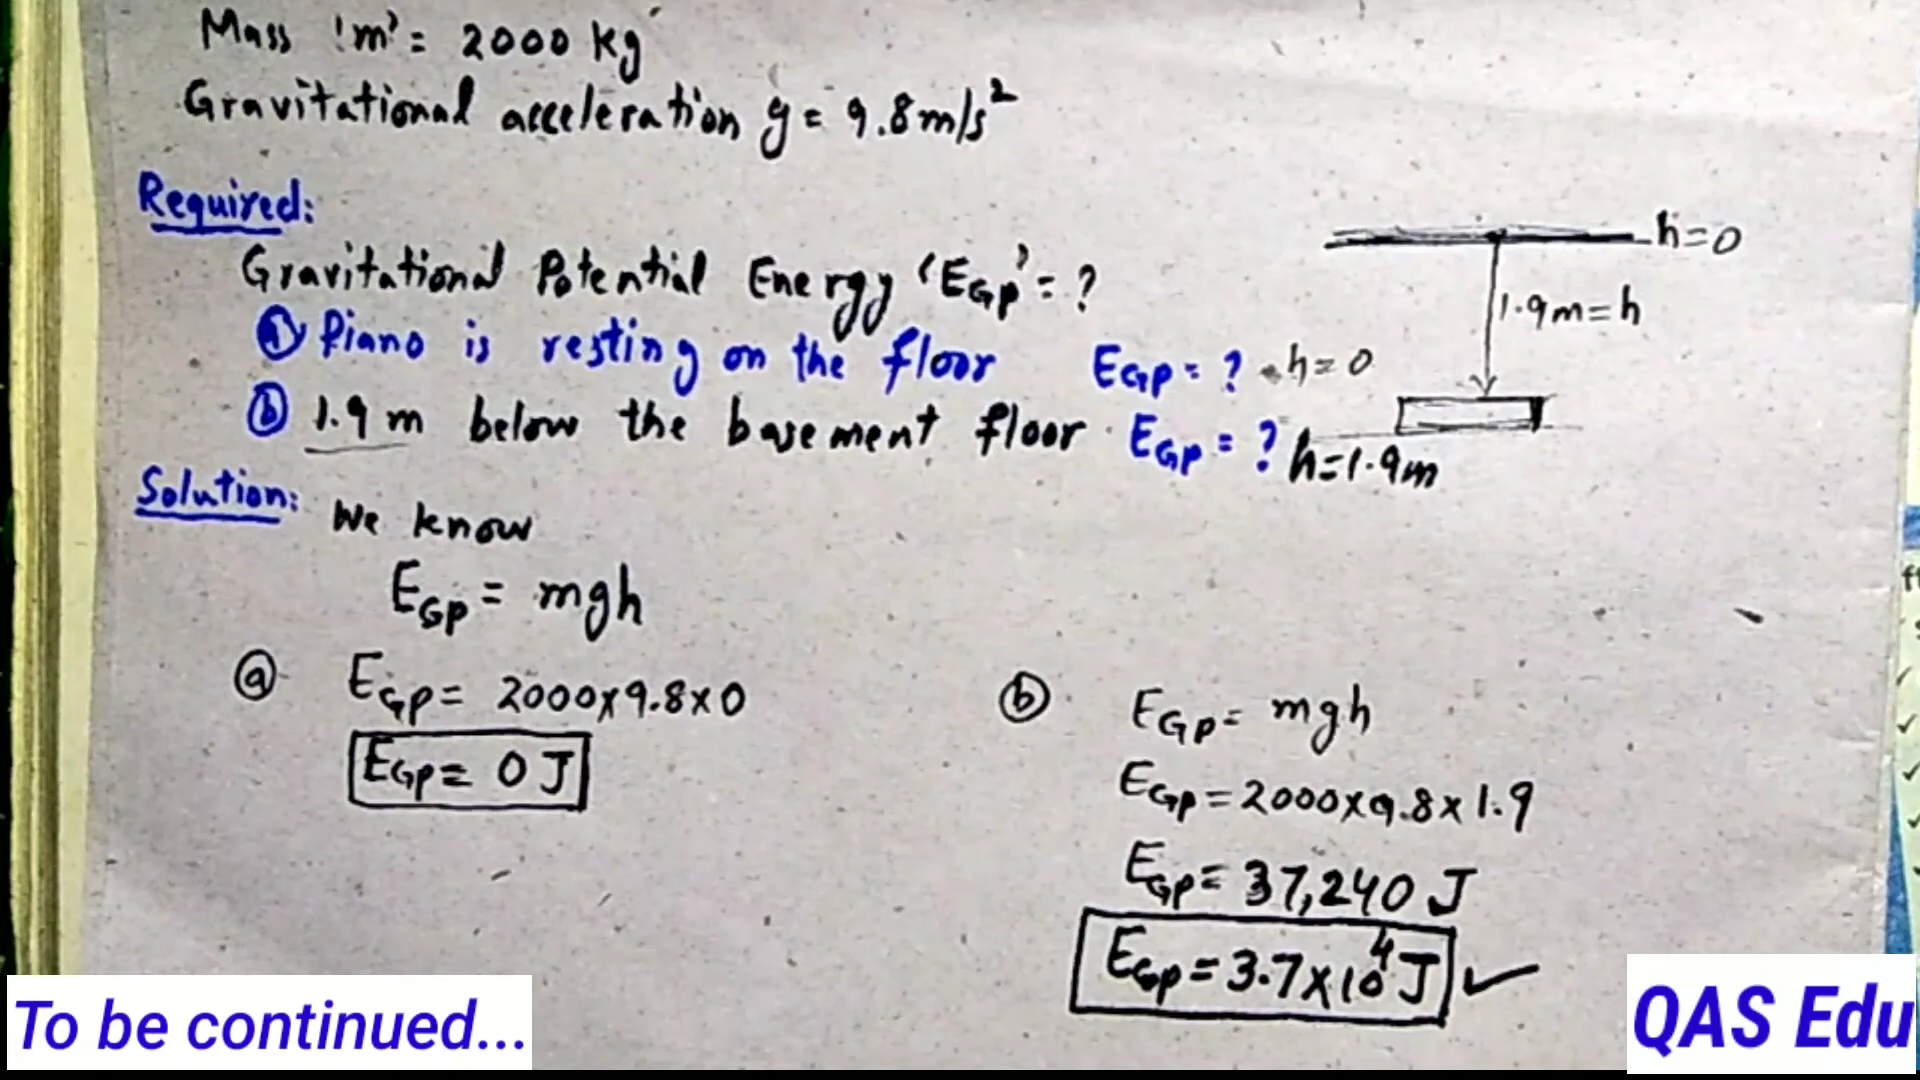 Mass 'm' = 2000 kg
Gravitational acceleration g = 9.8 m/s²
Required:
Gravitational Potential Energy 'EGP' = ?
ⓐ Piano is resting on the floor EGP = ? h = 0
ⓑ 1.9 m below the basement floor EGP = ? h = 1.9m
h = 0
1.9m = h
Solution: We know
EGP = mgh
ⓐ EGP = 2000×9.8×0
EGP = 0 J
ⓑ EGP = mgh
EGP = 2000×9.8×1.9
EGP = 37,240 J
EGP = 3.7×10⁴ J ✓
To be continued...
QAS Edu